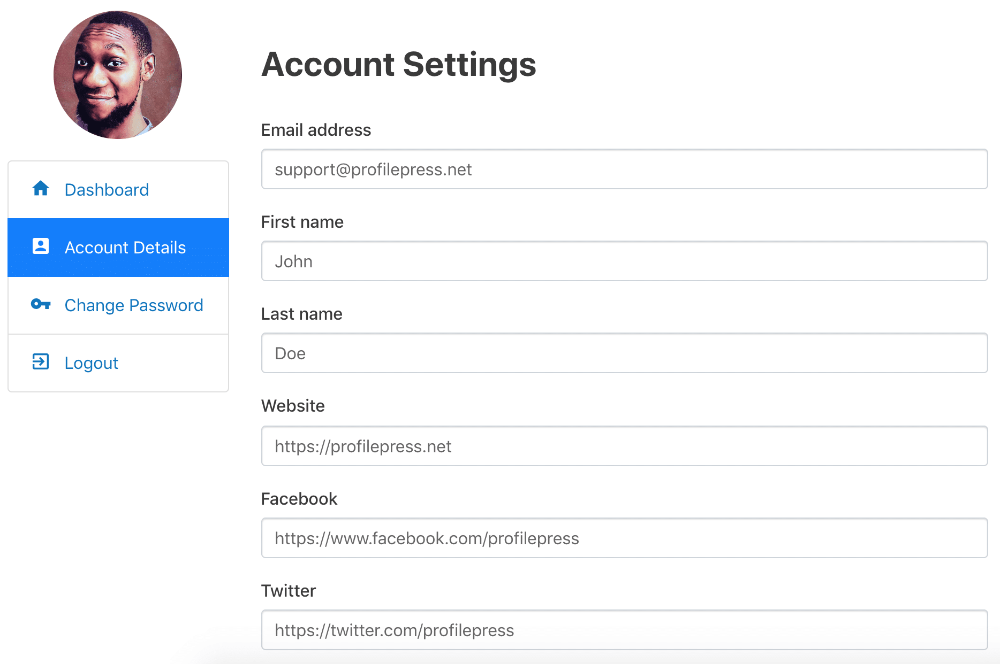 Dashboard
Account Details
Change Password
Logout
Account Settings
Email address
support@profilepress.net
First name
John
Last name
Doe
Website
https://profilepress.net
Facebook
https://www.facebook.com/profilepress
Twitter
https://twitter.com/profilepress